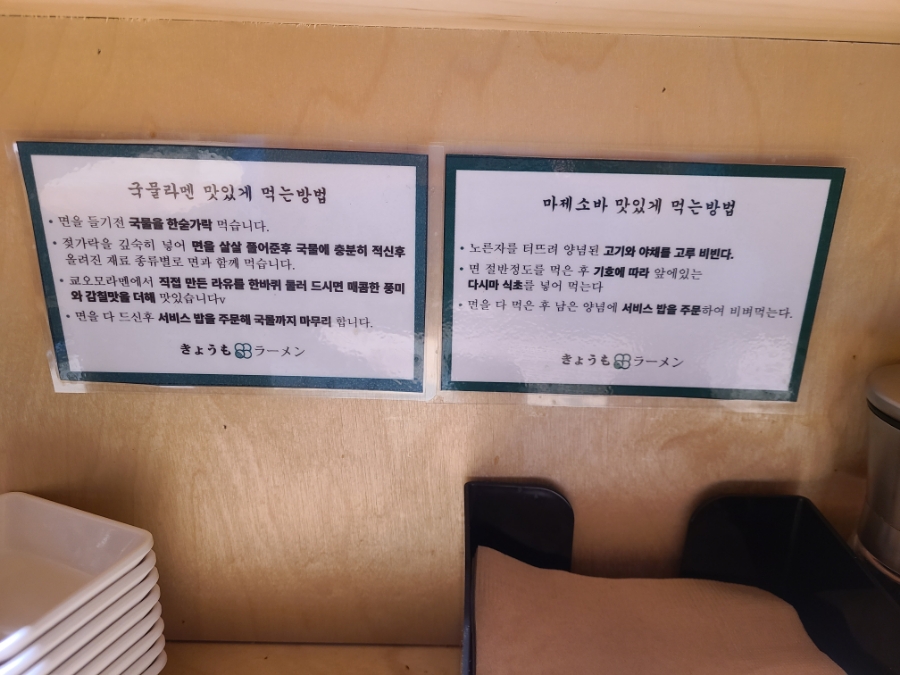 국물라멘 맛있게 먹는방법
• 면을 들기전 국물을 한숟가락 먹습니다.
• 젖가락을 깊숙히 넣어 면을 살살 풀어준후 국물에 충분히 적신후
올려진 재료 종류별로 면과 함께 먹습니다.
• 쿄오모라멘에서 직접 만든 라유를 한바퀴 둘러 드시면 매콤한 풍미
와 감칠맛을 더해 맛있습니다v
• 면을 다 드신후 서비스 밥을 주문해 국물까지 마무리 합니다.
きょうもラーメン
마제소바 맛있게 먹는방법
• 노른자를 터뜨려 양념된 고기와 야채를 고루 비빈다.
• 면 절반정도를 먹은 후 기호에 따라 앞에있는
다시마 식초를 넣어 먹는다
• 면을 다 먹은 후 남은 양념에 서비스 밥을 주문하여 비벼먹는다.
きょうもラーメン